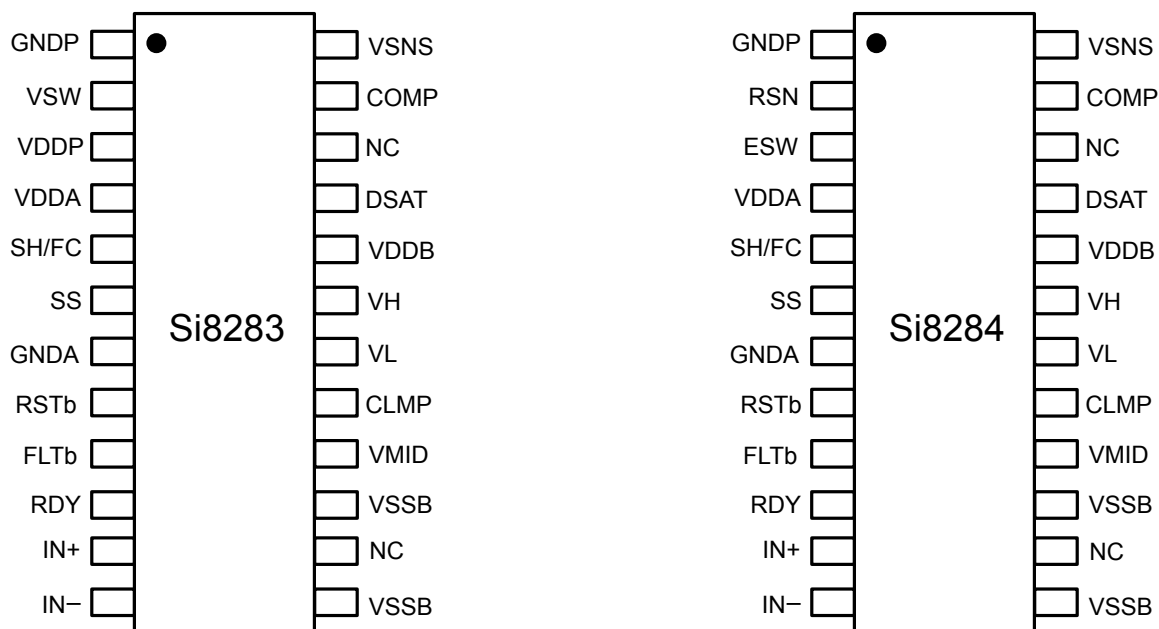 GNDP
VSW
VDDP
VDDA
SH/FC
SS
GNDA
RSTb
FLTb
RDY
IN+
IN−
Si8283
VSNS
COMP
NC
DSAT
VDDB
VH
VL
CLMP
VMID
VSSB
NC
VSSB
GNDP
RSN
ESW
VDDA
SH/FC
SS
GNDA
RSTb
FLTb
RDY
IN+
IN−
Si8284
VSNS
COMP
NC
DSAT
VDDB
VH
VL
CLMP
VMID
VSSB
NC
VSSB